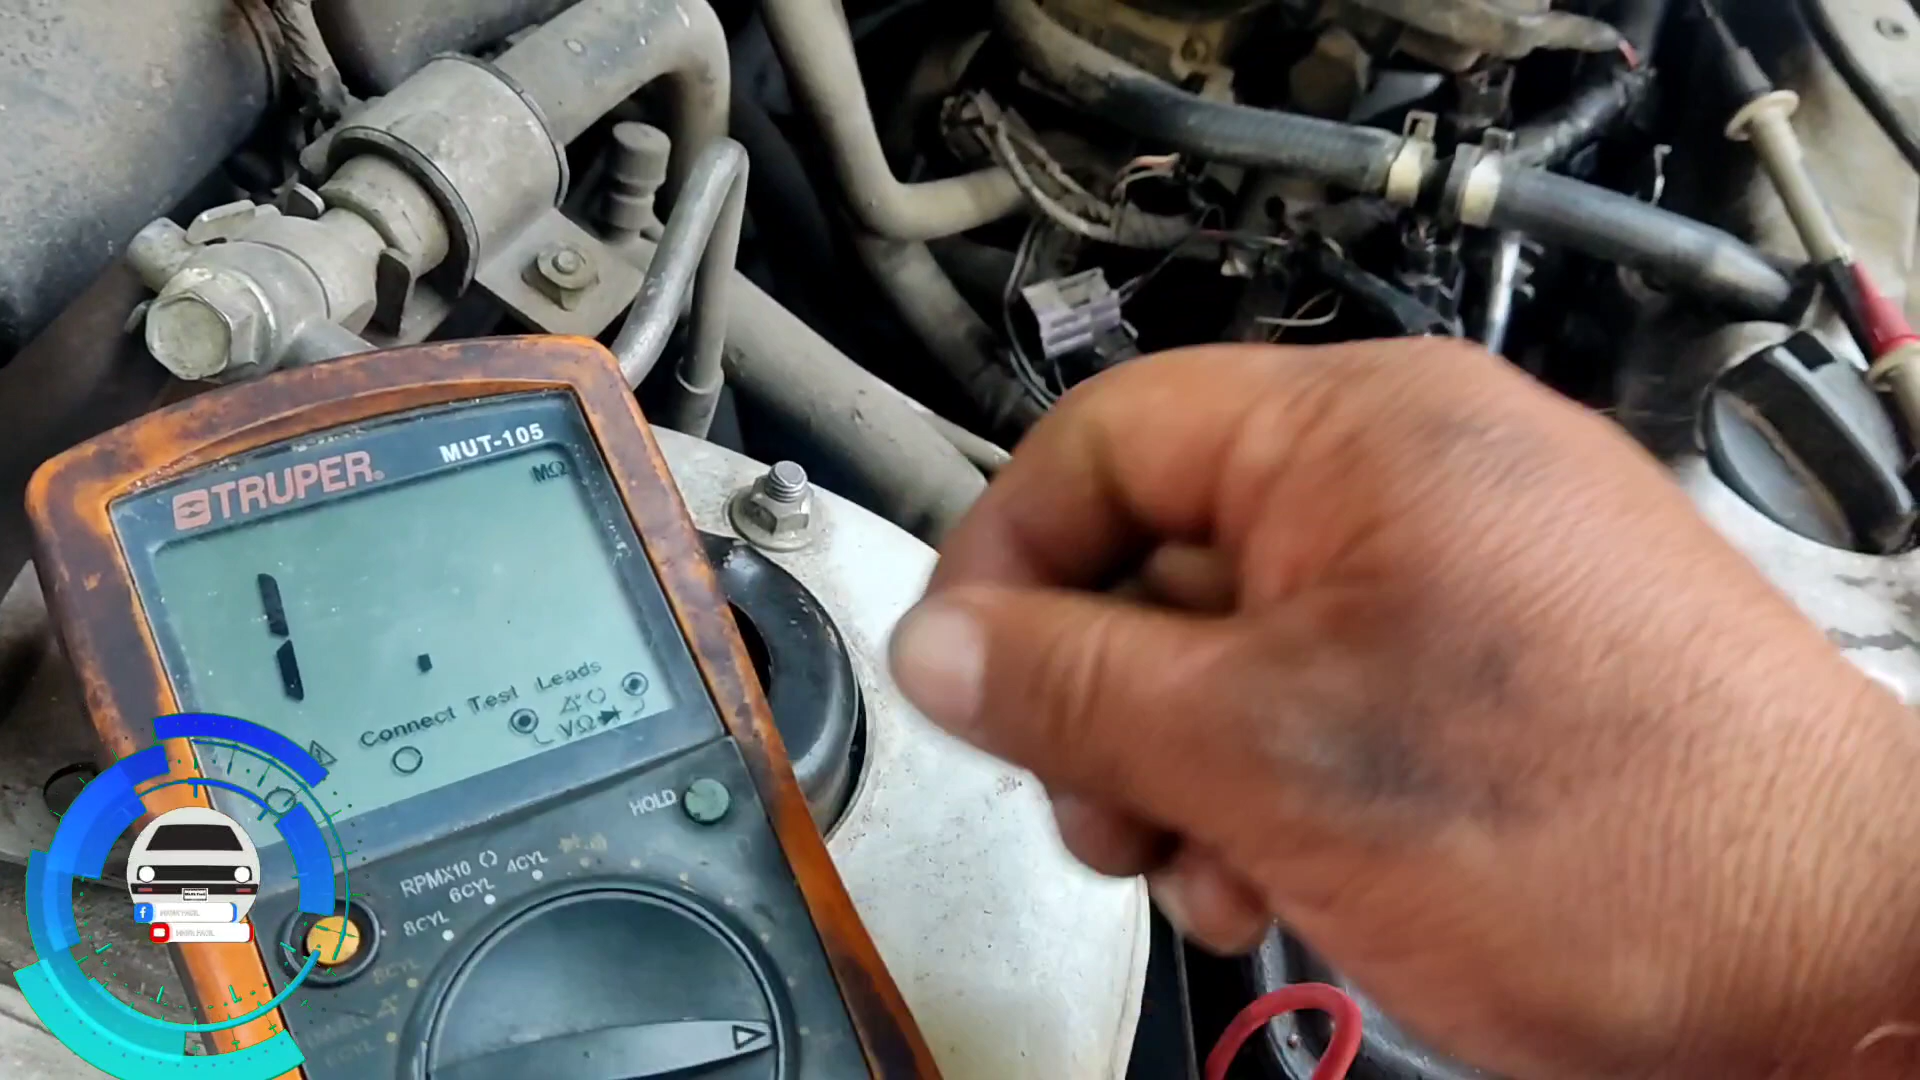 TRUPER®
MUT-105
MΩ
1 .
Connect Test Leads
VΩ
HOLD
RPMX10
4CYL
6CYL
8CYL